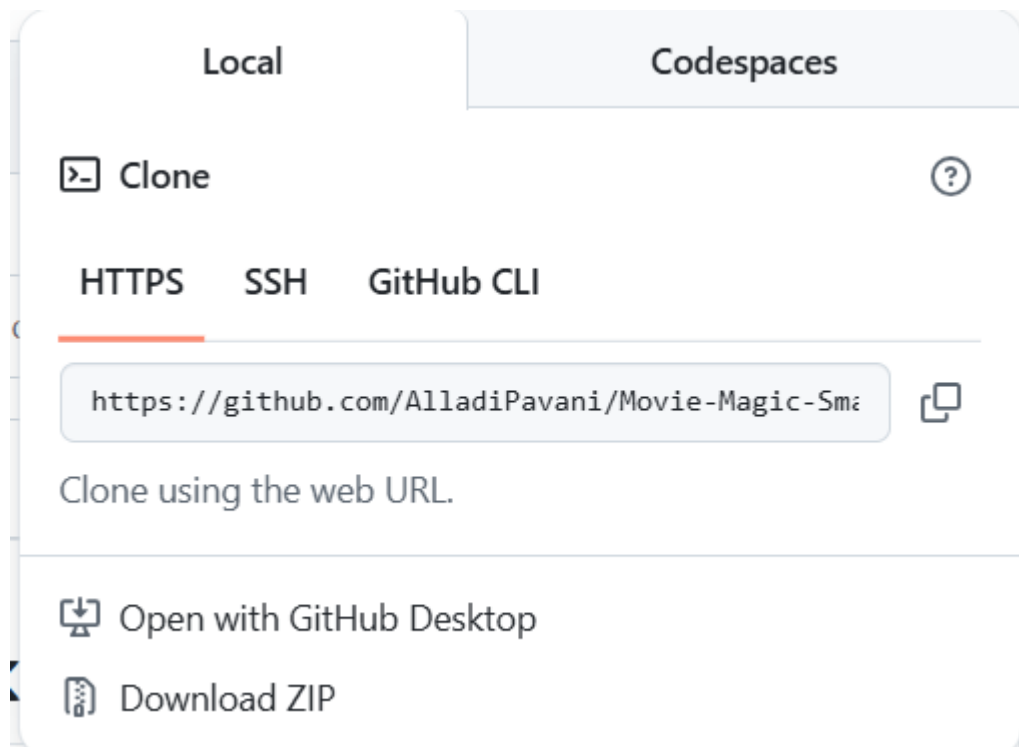 Local Codespaces
Clone
HTTPS SSH GitHub CLI
https://github.com/AlladiPavani/Movie-Magic-Sma
Clone using the web URL.
Open with GitHub Desktop
Download ZIP